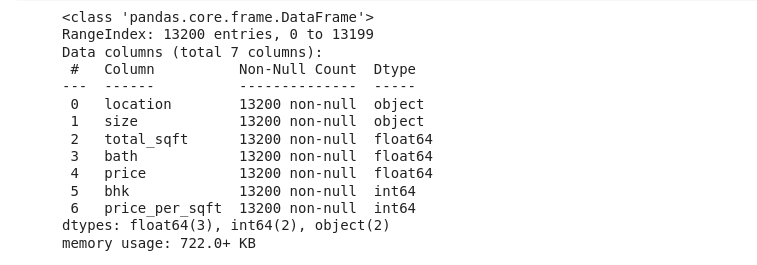 <class 'pandas.core.frame.DataFrame'>
RangeIndex: 13200 entries, 0 to 13199
Data columns (total 7 columns):
 #   Column          Non-Null Count  Dtype
---  ------          --------------  -----
 0   location        13200 non-null  object
 1   size            13200 non-null  object
 2   total_sqft      13200 non-null  float64
 3   bath            13200 non-null  float64
 4   price           13200 non-null  float64
 5   bhk             13200 non-null  int64
 6   price_per_sqft  13200 non-null  int64
dtypes: float64(3), int64(2), object(2)
memory usage: 722.0+ KB